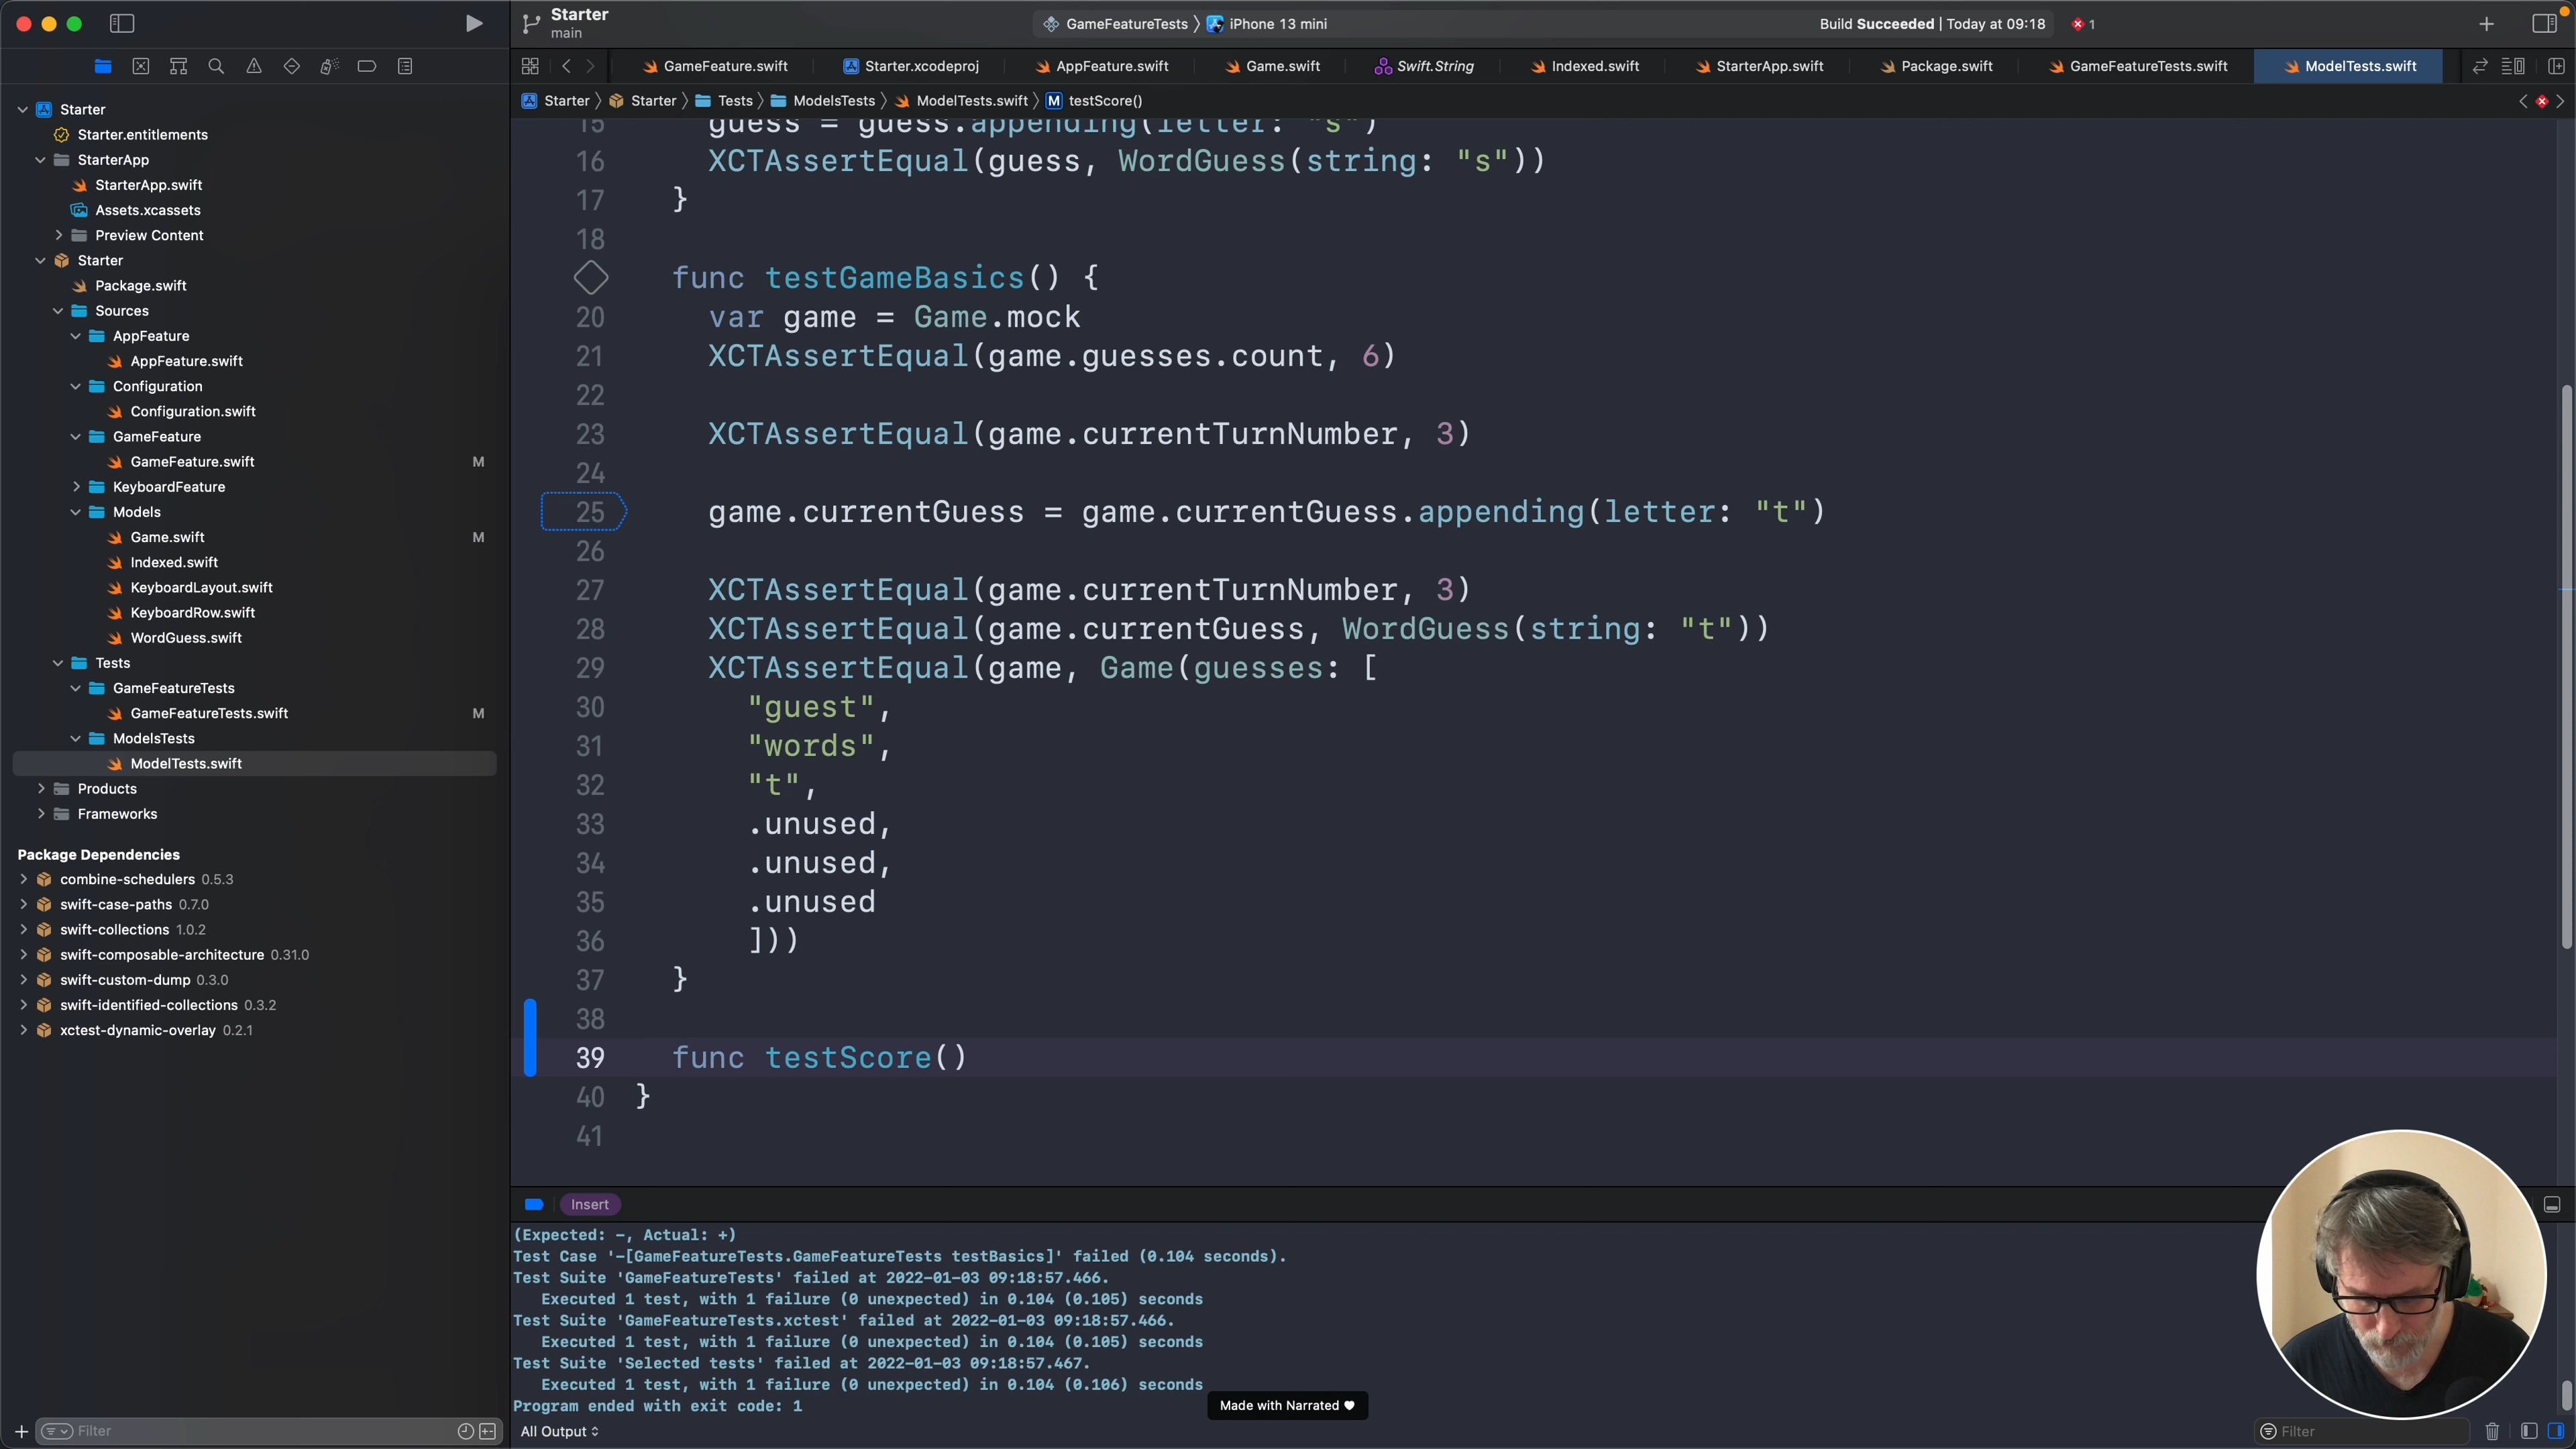 Starter
main
GameFeatureTests
iPhone 13 mini
Build Succeeded | Today at 09:18
1
GameFeature.swift
Starter.xcodeproj
AppFeature.swift
Game.swift
Swift.String
Indexed.swift
StarterApp.swift
Package.swift
GameFeatureTests.swift
ModelTests.swift
Starter
Starter
Tests
ModelsTests
ModelTests.swift
M
testScore()
Starter
Starter.entitlements
StarterApp
StarterApp.swift
Assets.xcassets
Preview Content
Starter
Package.swift
Sources
AppFeature
AppFeature.swift
Configuration
Configuration.swift
GameFeature
GameFeature.swift M
KeyboardFeature
Models
Game.swift M
Indexed.swift
KeyboardLayout.swift
KeyboardRow.swift
WordGuess.swift
Tests
GameFeatureTests
GameFeatureTests.swift M
ModelsTests
ModelTests.swift
Products
Frameworks
Package Dependencies
combine-schedulers 0.5.3
swift-case-paths 0.7.0
swift-collections 1.0.2
swift-composable-architecture 0.31.0
swift-custom-dump 0.3.0
swift-identified-collections 0.3.2
xctest-dynamic-overlay 0.2.1
Filter
15 guess = guess.appending(letter: "s")
16 XCTAssertEqual(guess, WordGuess(string: "s"))
17 }
18
func testGameBasics() {
20 var game = Game.mock
21 XCTAssertEqual(game.guesses.count, 6)
22
23 XCTAssertEqual(game.currentTurnNumber, 3)
24
25 game.currentGuess = game.currentGuess.appending(letter: "t")
26
27 XCTAssertEqual(game.currentTurnNumber, 3)
28 XCTAssertEqual(game.currentGuess, WordGuess(string: "t"))
29 XCTAssertEqual(game, Game(guesses: [
30 "guest",
31 "words",
32 "t",
33 .unused,
34 .unused,
35 .unused
36 ]))
37 }
38
39 func testScore()
40 }
41
Insert
(Expected: −, Actual: +)
Test Case '-[GameFeatureTests.GameFeatureTests testBasics]' failed (0.104 seconds).
Test Suite 'GameFeatureTests' failed at 2022-01-03 09:18:57.466.
Executed 1 test, with 1 failure (0 unexpected) in 0.104 (0.105) seconds
Test Suite 'GameFeatureTests.xctest' failed at 2022-01-03 09:18:57.466.
Executed 1 test, with 1 failure (0 unexpected) in 0.104 (0.105) seconds
Test Suite 'Selected tests' failed at 2022-01-03 09:18:57.467.
Executed 1 test, with 1 failure (0 unexpected) in 0.104 (0.106) seconds
Program ended with exit code: 1
Made with Narrated ♥
All Output
Filter